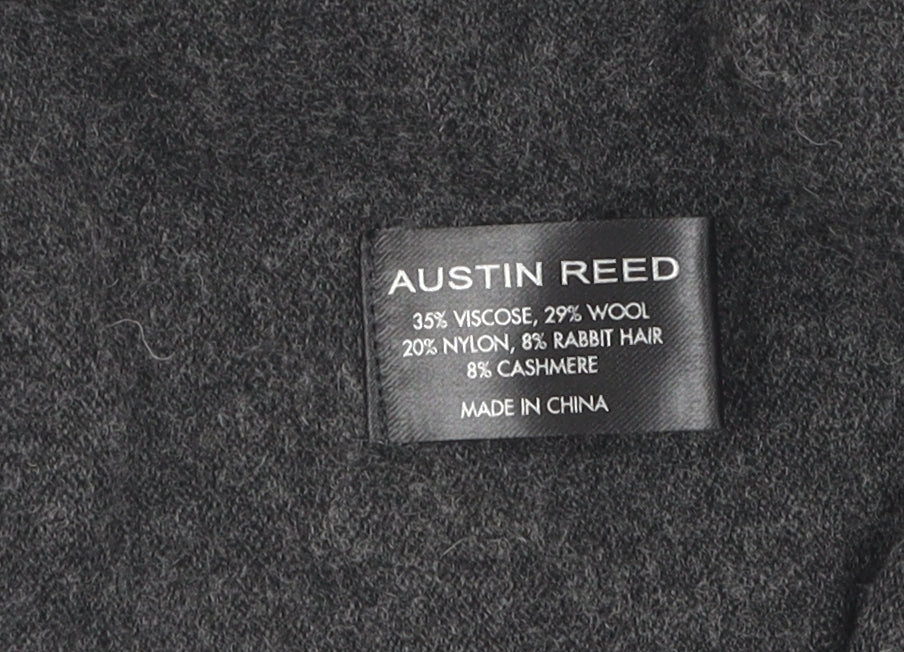 AUSTIN REED
35% VISCOSE, 29% WOOL
20% NYLON, 8% RABBIT HAIR
8% CASHMERE
MADE IN CHINA